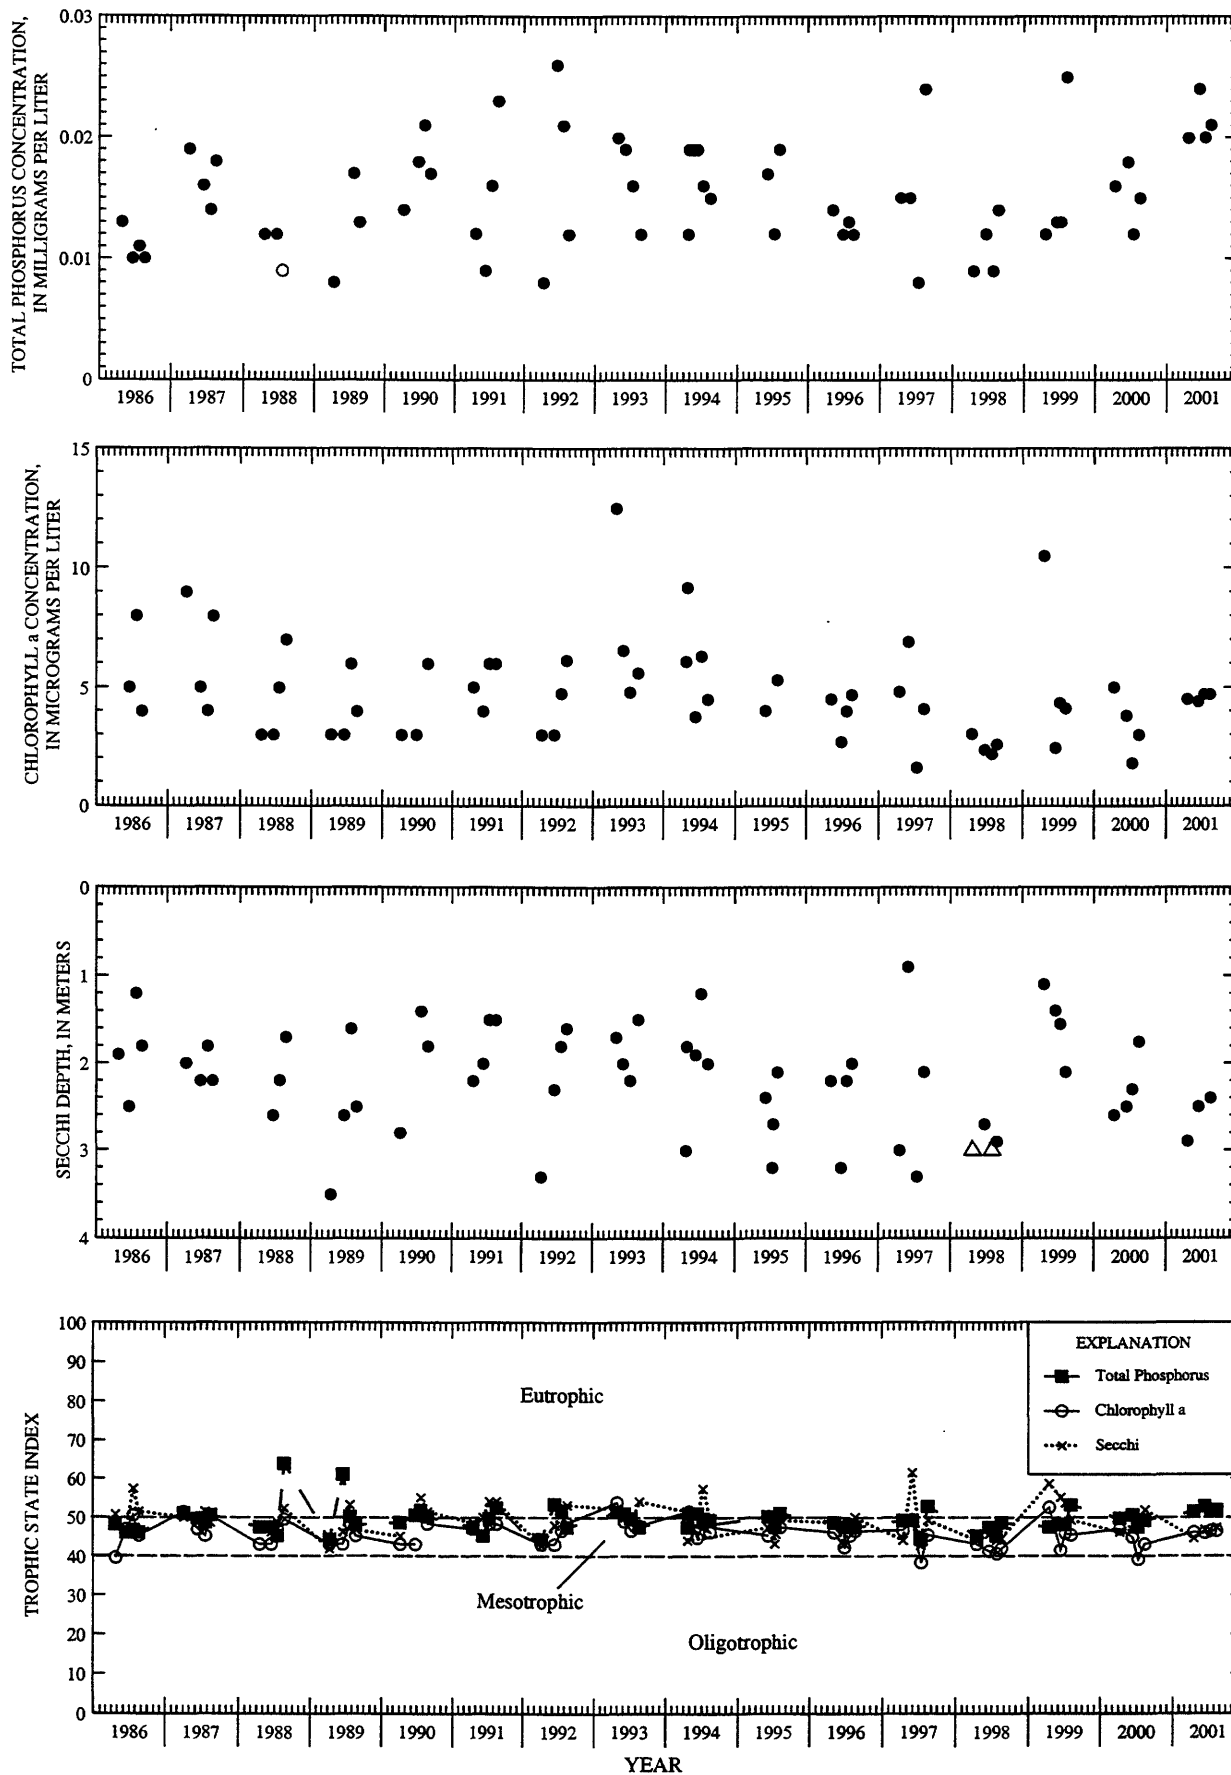 TOTAL PHOSPHORUS CONCENTRATION,
IN MILLIGRAMS PER LITER
0.03
0.02
0.01
0
1986 1987 1988 1989 1990 1991 1992 1993 1994 1995 1996 1997 1998 1999 2000 2001
CHLOROPHYLL a CONCENTRATION,
IN MICROGRAMS PER LITER
15
10
5
0
1986 1987 1988 1989 1990 1991 1992 1993 1994 1995 1996 1997 1998 1999 2000 2001
SECCHI DEPTH, IN METERS
0
1
2
3
4
1986 1987 1988 1989 1990 1991 1992 1993 1994 1995 1996 1997 1998 1999 2000 2001
TROPHIC STATE INDEX
100
90
80
70
60
50
40
30
20
10
0
Eutrophic
Mesotrophic
Oligotrophic
EXPLANATION
Total Phosphorus
Chlorophyll a
Secchi
1986 1987 1988 1989 1990 1991 1992 1993 1994 1995 1996 1997 1998 1999 2000 2001
YEAR